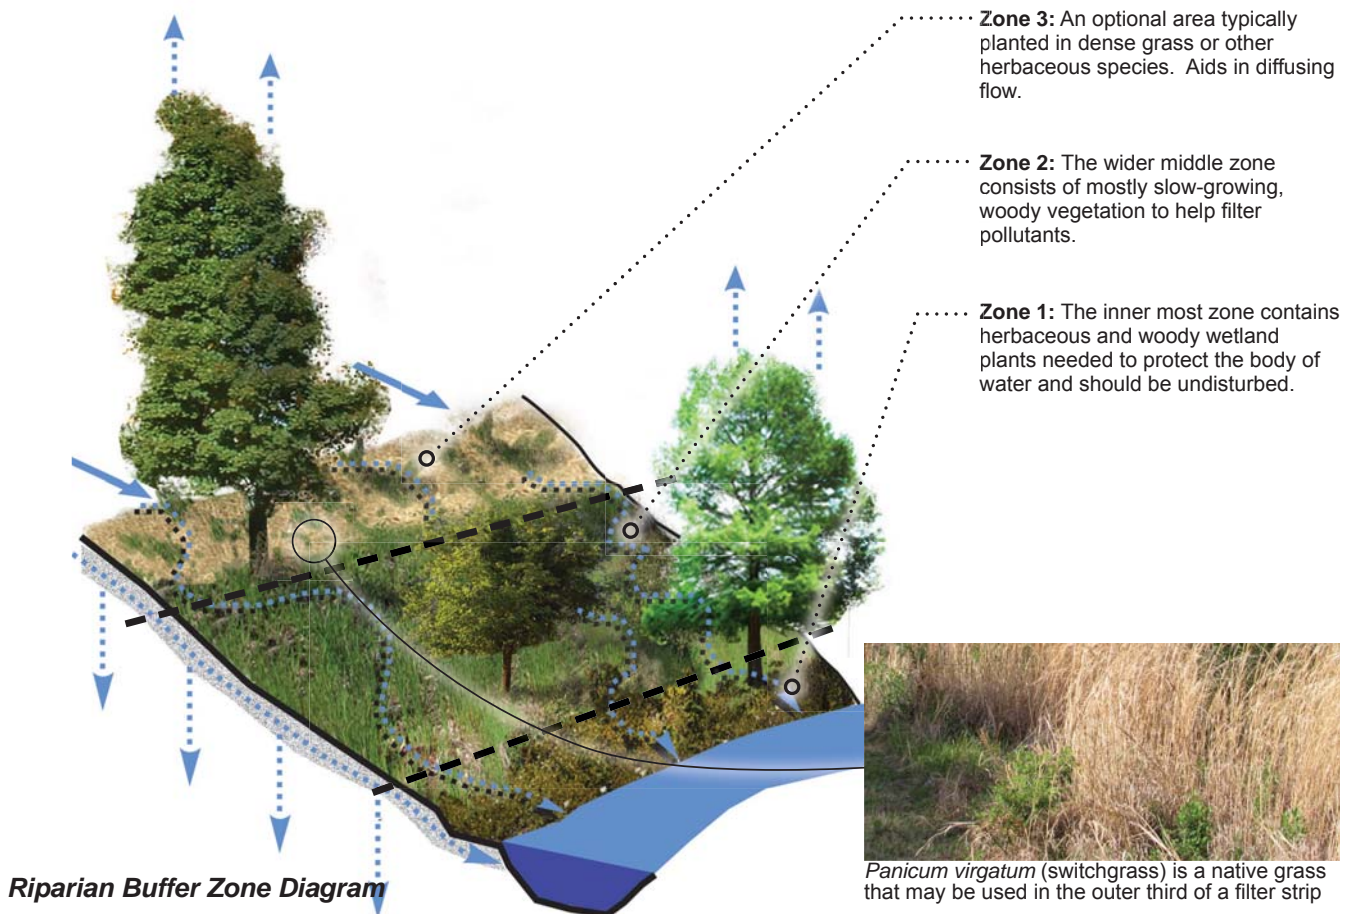 Zone 3: An optional area typically
planted in dense grass or other
herbaceous species.  Aids in diffusing
flow.
Zone 2: The wider middle zone
consists of mostly slow-growing,
woody vegetation to help filter
pollutants.
Zone 1: The inner most zone contains
herbaceous and woody wetland
plants needed to protect the body of
water and should be undisturbed.
Panicum virgatum (switchgrass) is a native grass
that may be used in the outer third of a filter strip
Riparian Buffer Zone Diagram